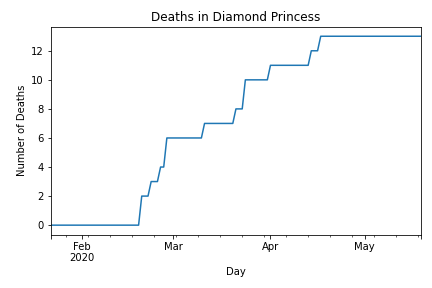 Deaths in Diamond Princess
Number of Deaths
12
10
8
6
4
2
0
Feb
2020
Mar
Apr
May
Day